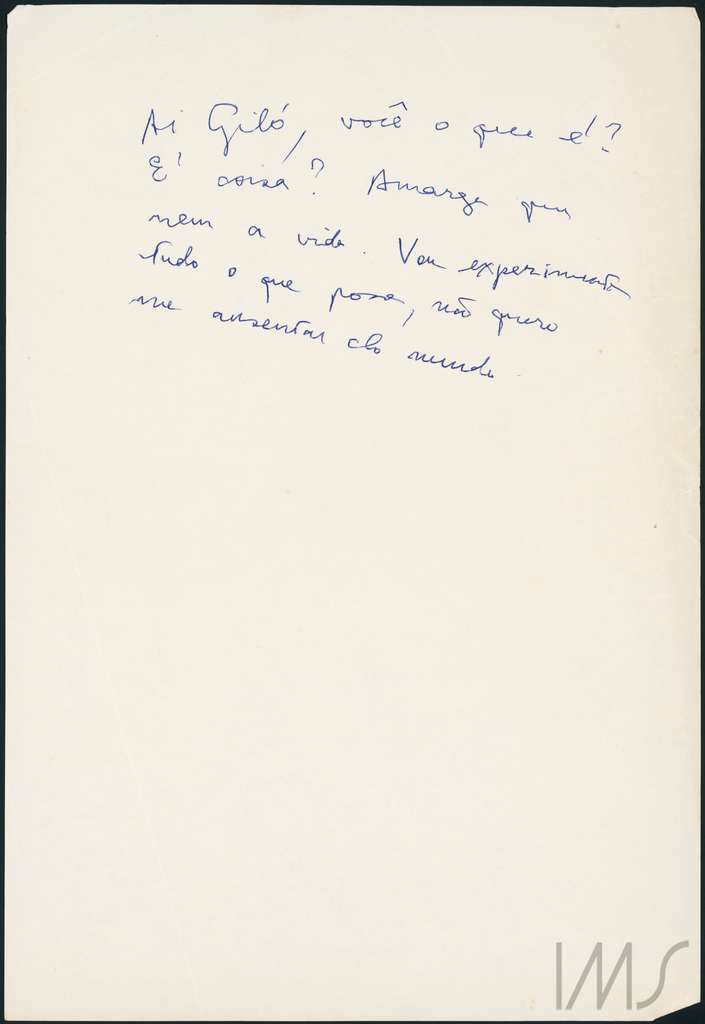 Ai Giló, você o que é?
E' coisa? Amarga que
nem a vida. Vou experimentar
tudo o que possa, não quero
me ausentar do mundo.
IMS